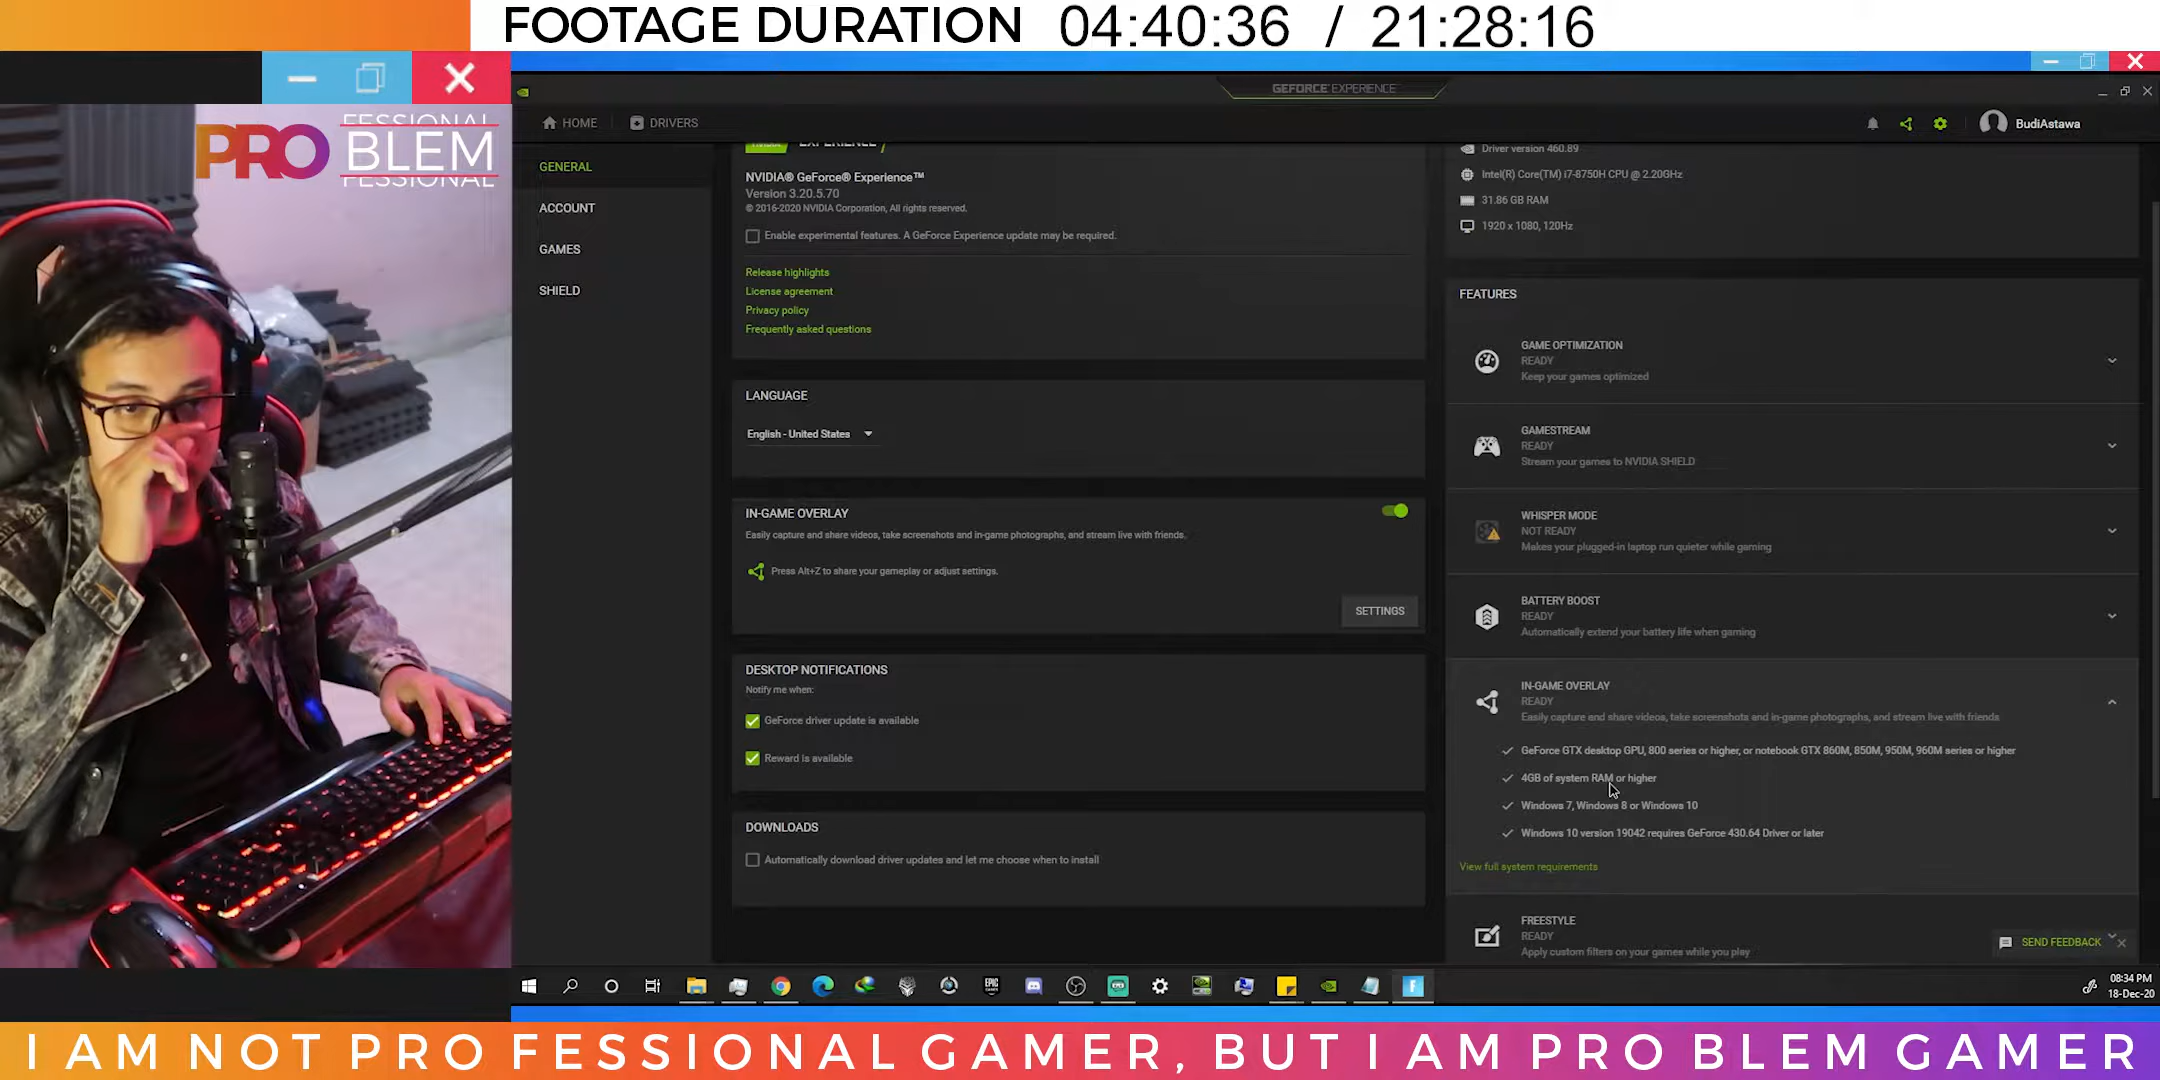 FOOTAGE DURATION 04:40:36 / 21:28:16
PRO FESSIONAL
BLEM
FESSIONAL
GEFORCE EXPERIENCE
HOME
DRIVERS
BudiAstawa
GENERAL
ACCOUNT
GAMES
SHIELD
EXPERIENCE
NVIDIA® GeForce® Experience™
Version 3.20.5.70
© 2016-2020 NVIDIA Corporation, All rights reserved.
Enable experimental features. A GeForce Experience update may be required.
Release highlights
License agreement
Privacy policy
Frequently asked questions
LANGUAGE
English - United States
IN-GAME OVERLAY
Easily capture and share videos, take screenshots and in-game photographs, and stream live with friends.
Press Alt+Z to share your gameplay or adjust settings.
SETTINGS
DESKTOP NOTIFICATIONS
Notify me when:
GeForce driver update is available
Reward is available
DOWNLOADS
Automatically download driver updates and let me choose when to install
Driver version 460.89
Intel(R) Core(TM) i7-8750H CPU @ 2.20GHz
31.86 GB RAM
1920 x 1080, 120Hz
FEATURES
GAME OPTIMIZATION
READY
Keep your games optimized
GAMESTREAM
READY
Stream your games to NVIDIA SHIELD
WHISPER MODE
NOT READY
Makes your plugged-in laptop run quieter while gaming
BATTERY BOOST
READY
Automatically extend your battery life when gaming
IN-GAME OVERLAY
READY
Easily capture and share videos, take screenshots and in-game photographs, and stream live with friends
GeForce GTX desktop GPU, 800 series or higher, or notebook GTX 860M, 850M, 950M, 960M series or higher
4GB of system RAM or higher
Windows 7, Windows 8 or Windows 10
Windows 10 version 19042 requires GeForce 430.64 Driver or later
View full system requirements
FREESTYLE
READY
Apply custom filters on your games while you play
SEND FEEDBACK
EPIC
08:34 PM
18-Dec-20
I AM NOT PRO FESSIONAL GAMER, BUT I AM PRO BLEM GAMER